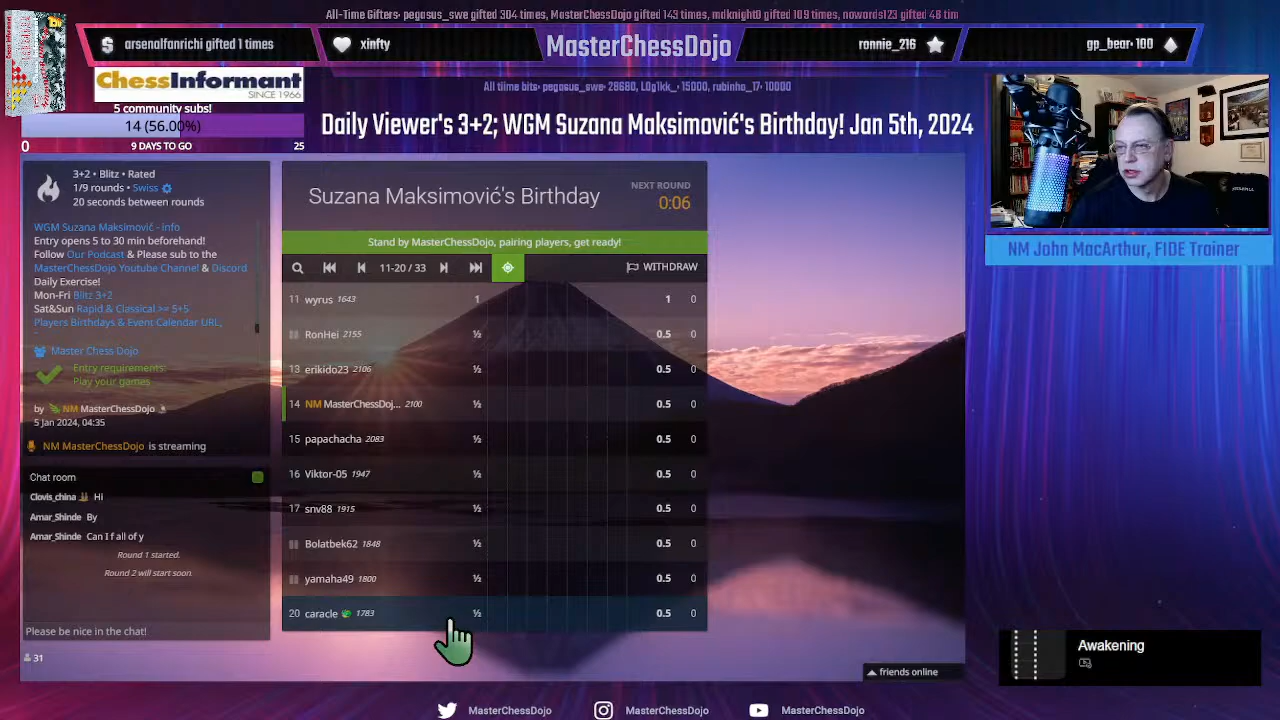 All-Time Gifters: pegasus_swe gifted 304 times, MasterChessDojo gifted 143 times, mdknight0 gifted 109 times, nowards123 gifted 48 tim
arsenalfanrichi gifted 1 times
xinfty
MasterChessDojo
ronnie_216
gp_bear: 100
ChessInformant
SINCE 1966
All time bits: pegasus_swe: 28680, L0g1kk_: 15000, rubinho_17: 10000
5 community subs!
14 (56.00%)
0 9 DAYS TO GO 25
Daily Viewer's 3+2; WGM Suzana Maksimović's Birthday! Jan 5th, 2024
3+2 • Blitz • Rated
1/9 rounds • Swiss
20 seconds between rounds
WGM Suzana Maksimović - info
Entry opens 5 to 30 min beforehand!
Follow Our Podcast & Please sub to the
MasterChessDojo Youtube Channel & Discord
Daily Exercise!
Mon-Fri Blitz 3+2
Sat&Sun Rapid & Classical >= 5+5
Players Birthdays & Event Calendar URL,
Master Chess Dojo
Entry requirements:
Play your games
by NM MasterChessDojo
5 Jan 2024, 04:35
NM MasterChessDojo is streaming
Chat room
Clovis_china Hi
Amar_Shinde By
Amar_Shinde Can I f all of y
Round 1 started.
Round 2 will start soon.
Please be nice in the chat!
31
Suzana Maksimović's Birthday
NEXT ROUND
0:06
Stand by MasterChessDojo, pairing players, get ready!
11-20 / 33
WITHDRAW
11 wyrus 1643 1 1 0
RonHei 2155 ½ 0.5 0
13 erikido23 2106 ½ 0.5 0
14 NM MasterChessDoj... 2100 ½ 0.5 0
15 papachacha 2083 ½ 0.5 0
16 Viktor-05 1947 ½ 0.5 0
17 snv88 1915 ½ 0.5 0
Bolatbek62 1848 ½ 0.5 0
yamaha49 1800 ½ 0.5 0
20 caracle 1783 ½ 0.5 0
friends online
NM John MacArthur, FIDE Trainer
Awakening
MasterChessDojo
MasterChessDojo
MasterChessDojo